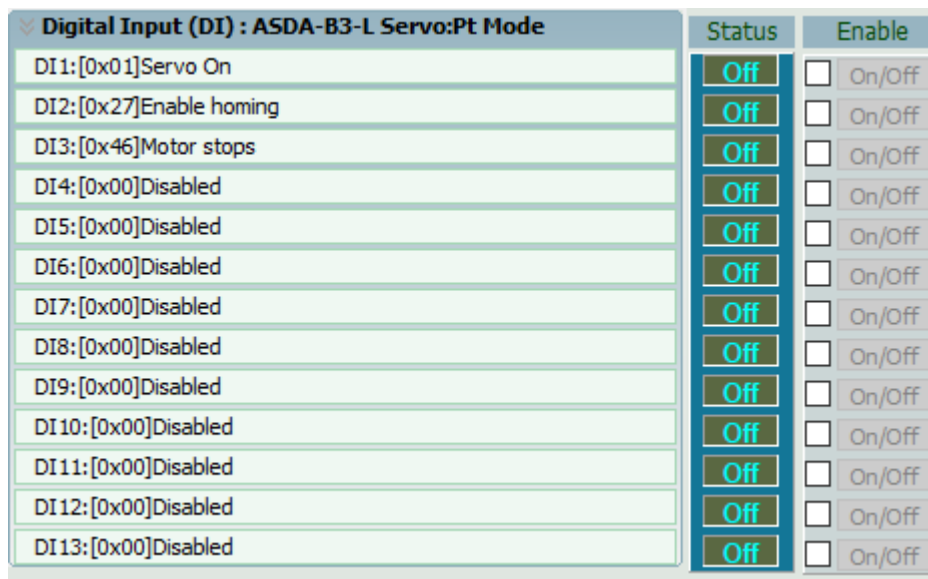 Digital Input (DI) : ASDA-B3-L Servo:Pt Mode Status Enable
DI1:[0x01]Servo On Off On/Off
DI2:[0x27]Enable homing Off On/Off
DI3:[0x46]Motor stops Off On/Off
DI4:[0x00]Disabled Off On/Off
DI5:[0x00]Disabled Off On/Off
DI6:[0x00]Disabled Off On/Off
DI7:[0x00]Disabled Off On/Off
DI8:[0x00]Disabled Off On/Off
DI9:[0x00]Disabled Off On/Off
DI10:[0x00]Disabled Off On/Off
DI11:[0x00]Disabled Off On/Off
DI12:[0x00]Disabled Off On/Off
DI13:[0x00]Disabled Off On/Off